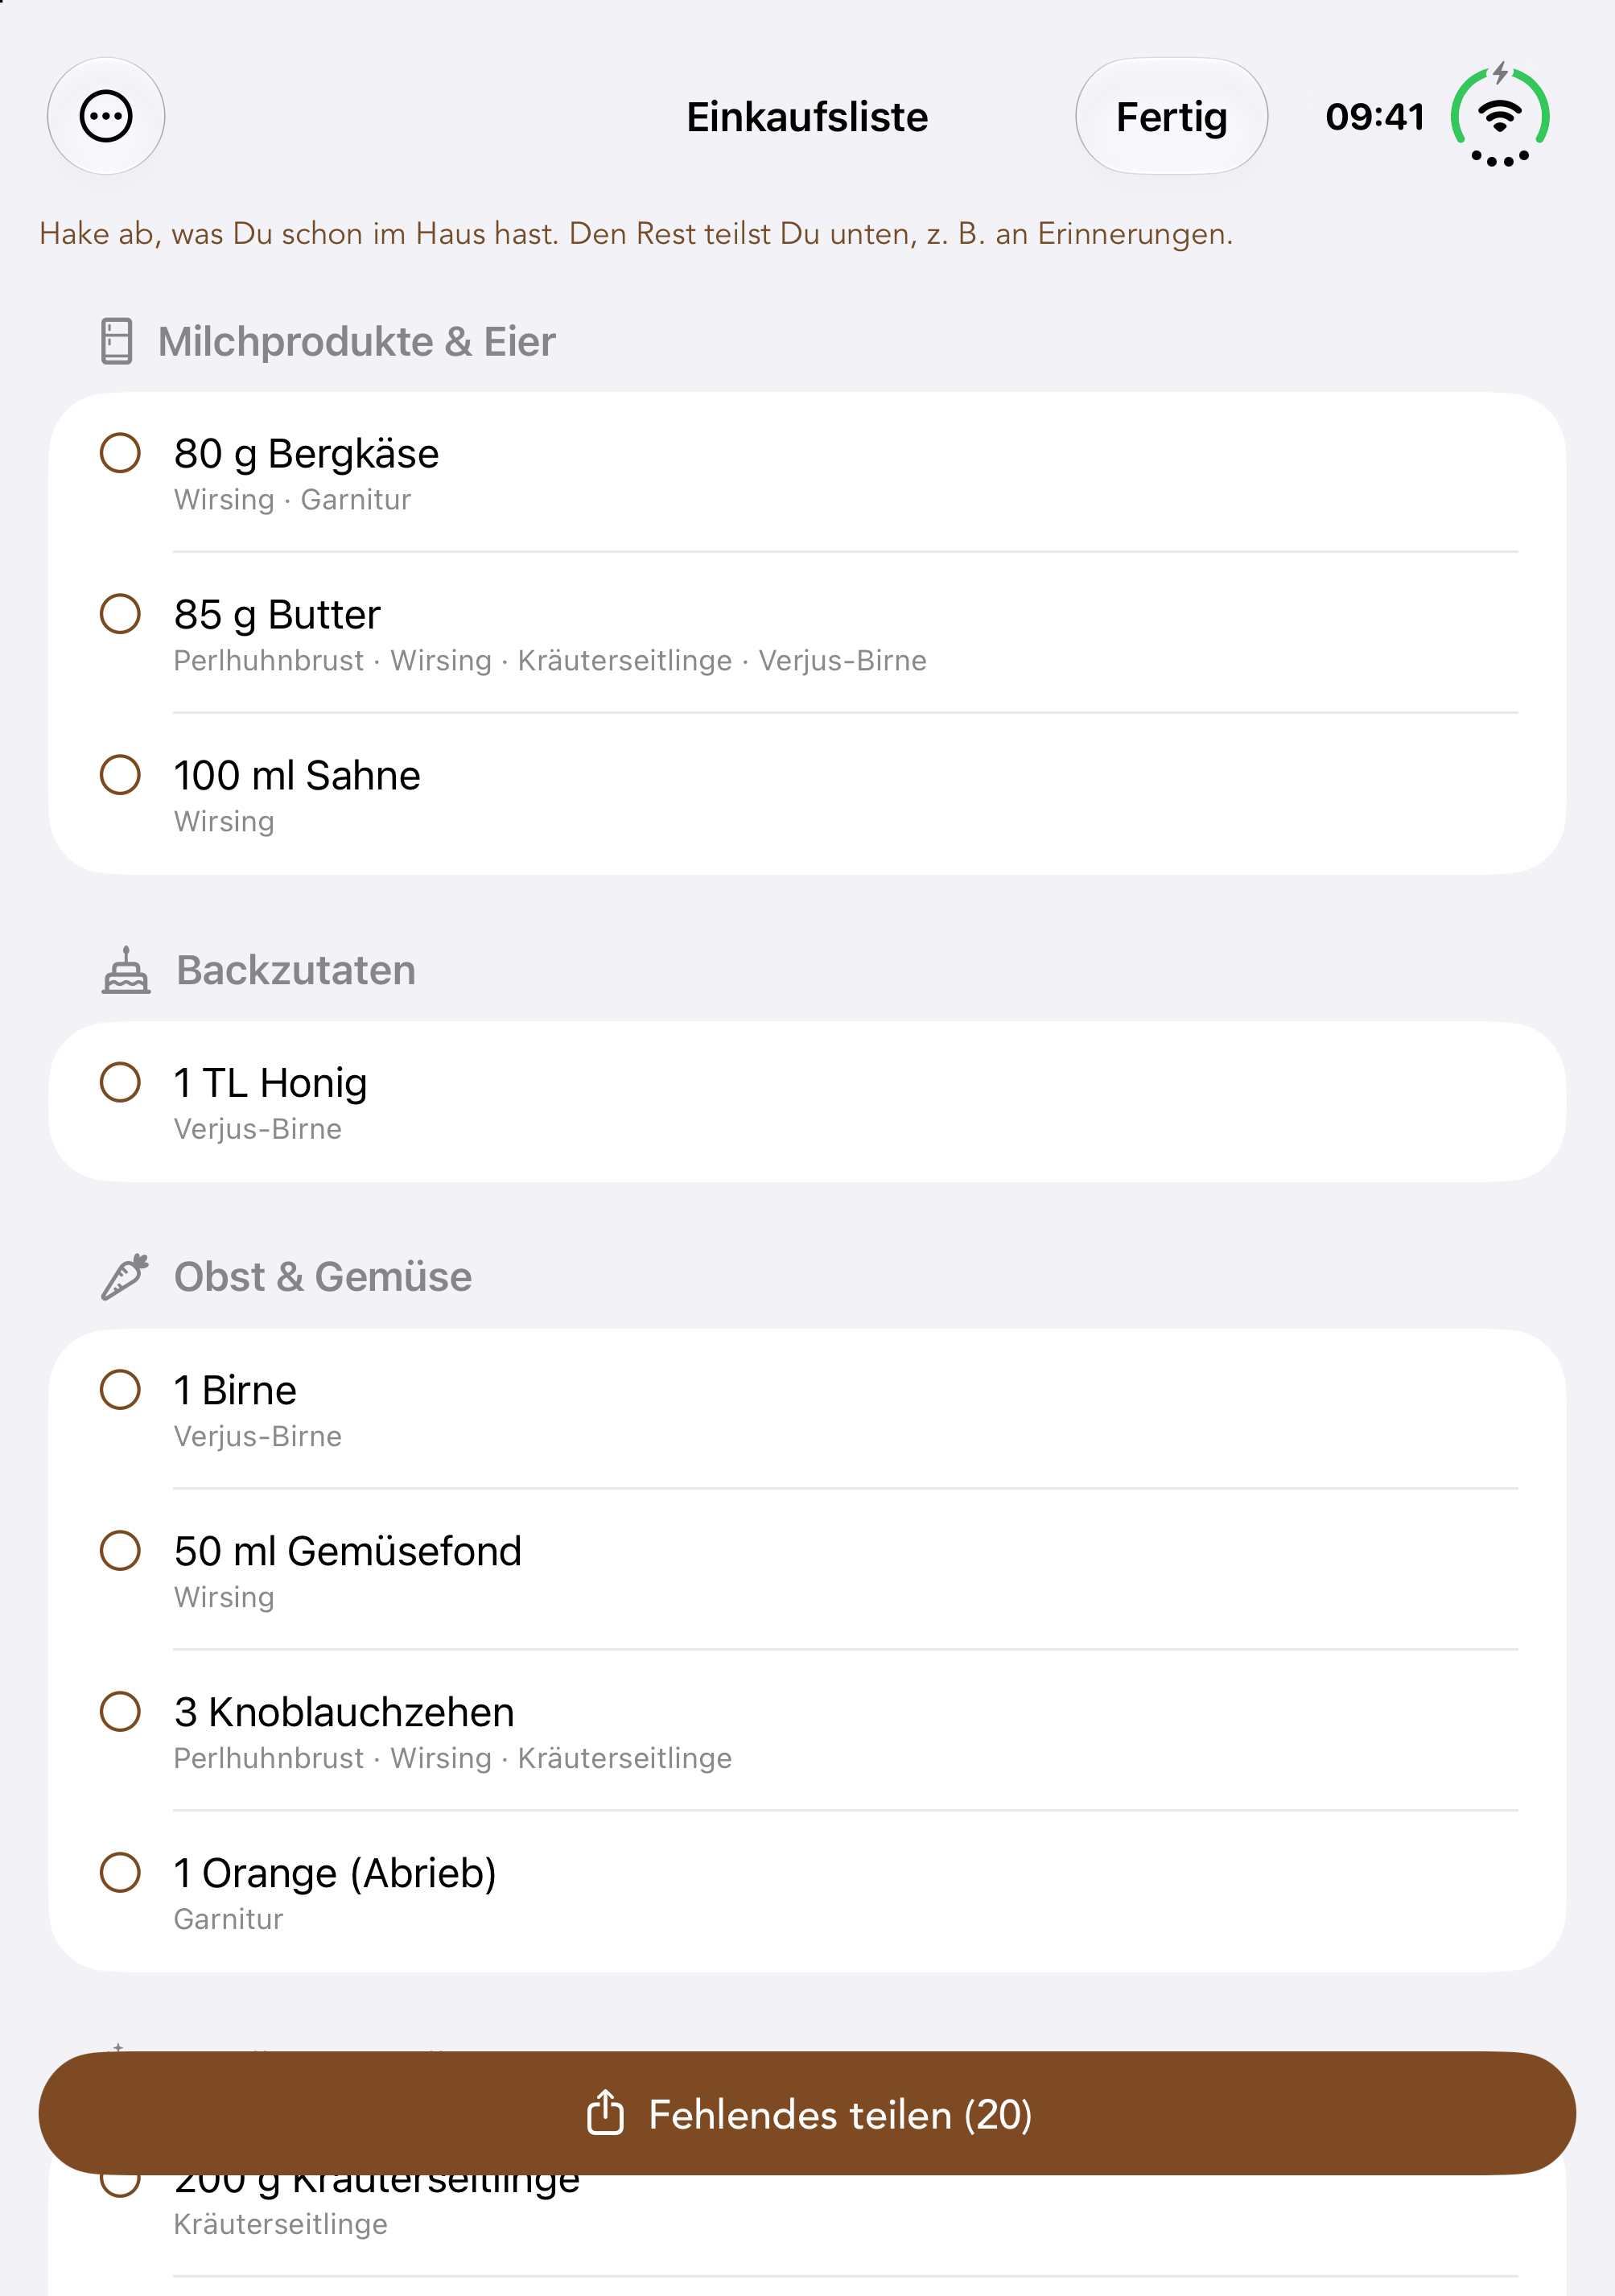 Einkaufsliste
Fertig
09:41
Hake ab, was Du schon im Haus hast. Den Rest teilst Du unten, z. B. an Erinnerungen.
Milchprodukte & Eier
80 g Bergkäse
Wirsing · Garnitur
85 g Butter
Perlhuhnbrust · Wirsing · Kräuterseitlinge · Verjus-Birne
100 ml Sahne
Wirsing
Backzutaten
1 TL Honig
Verjus-Birne
Obst & Gemüse
1 Birne
Verjus-Birne
50 ml Gemüsefond
Wirsing
3 Knoblauchzehen
Perlhuhnbrust · Wirsing · Kräuterseitlinge
1 Orange (Abrieb)
Garnitur
Fehlendes teilen (20)
200 g Kräuterseitlinge
Kräuterseitlinge